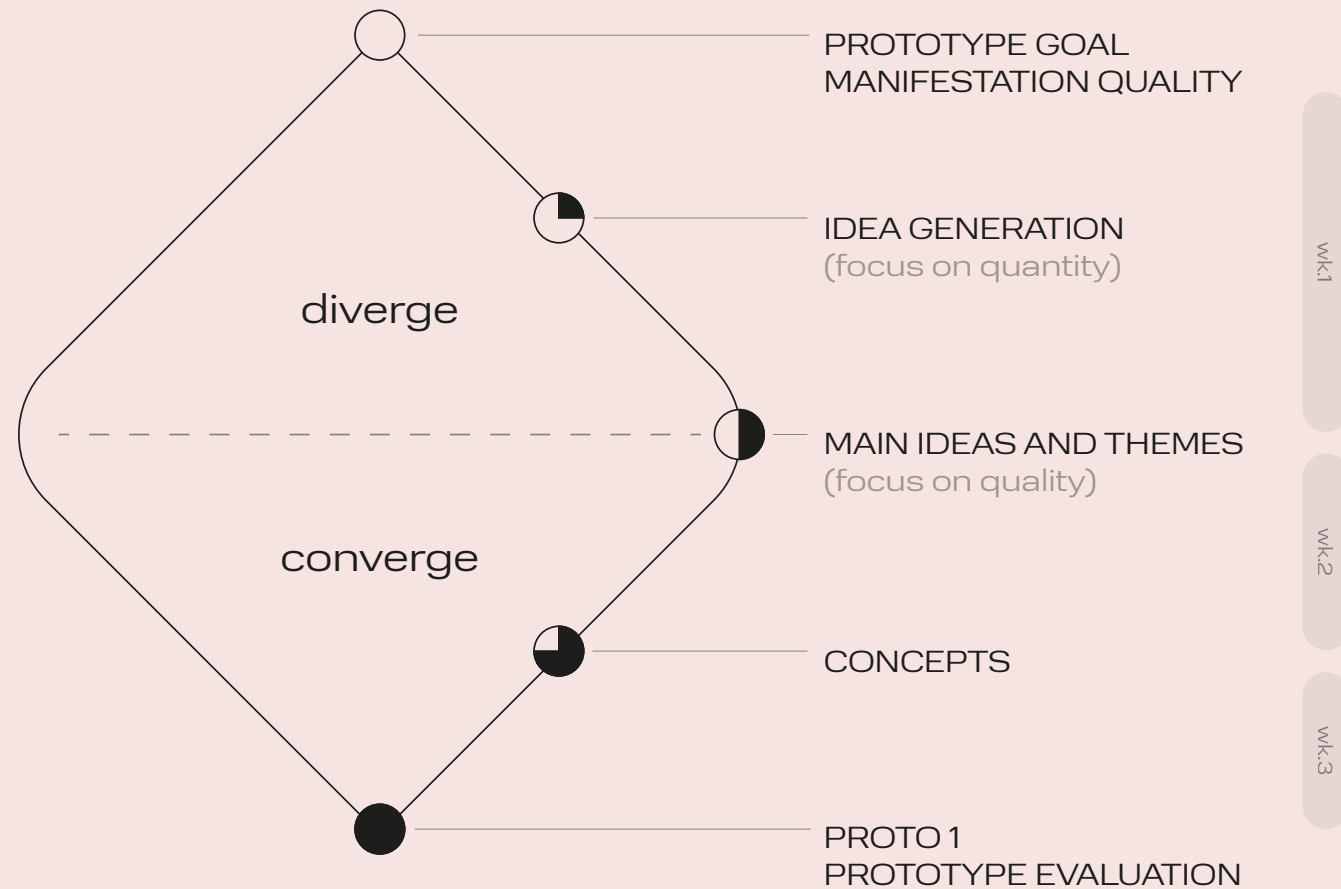 PROTOTYPE GOAL
MANIFESTATION QUALITY
IDEA GENERATION
(focus on quantity)
wk.1
diverge
MAIN IDEAS AND THEMES
(focus on quality)
wk.2
converge
CONCEPTS
wk.3
PROTO 1
PROTOTYPE EVALUATION